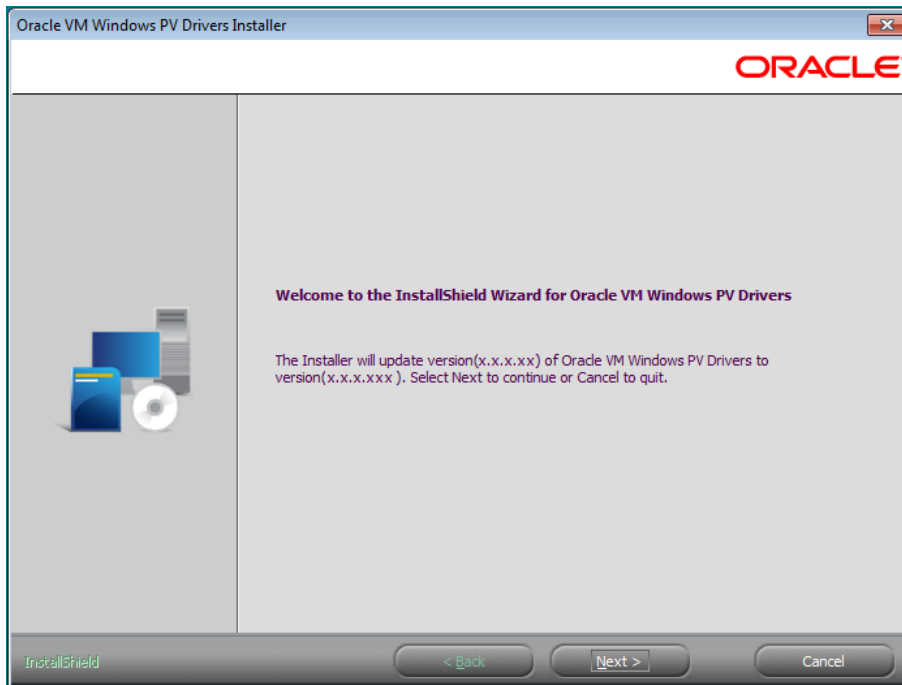 Oracle VM Windows PV Drivers Installer
ORACLE
Welcome to the InstallShield Wizard for Oracle VM Windows PV Drivers
The Installer will update version(x.x.x.xx) of Oracle VM Windows PV Drivers to
version(x.x.x.xxx ). Select Next to continue or Cancel to quit.
InstallShield
< Back
Next >
Cancel